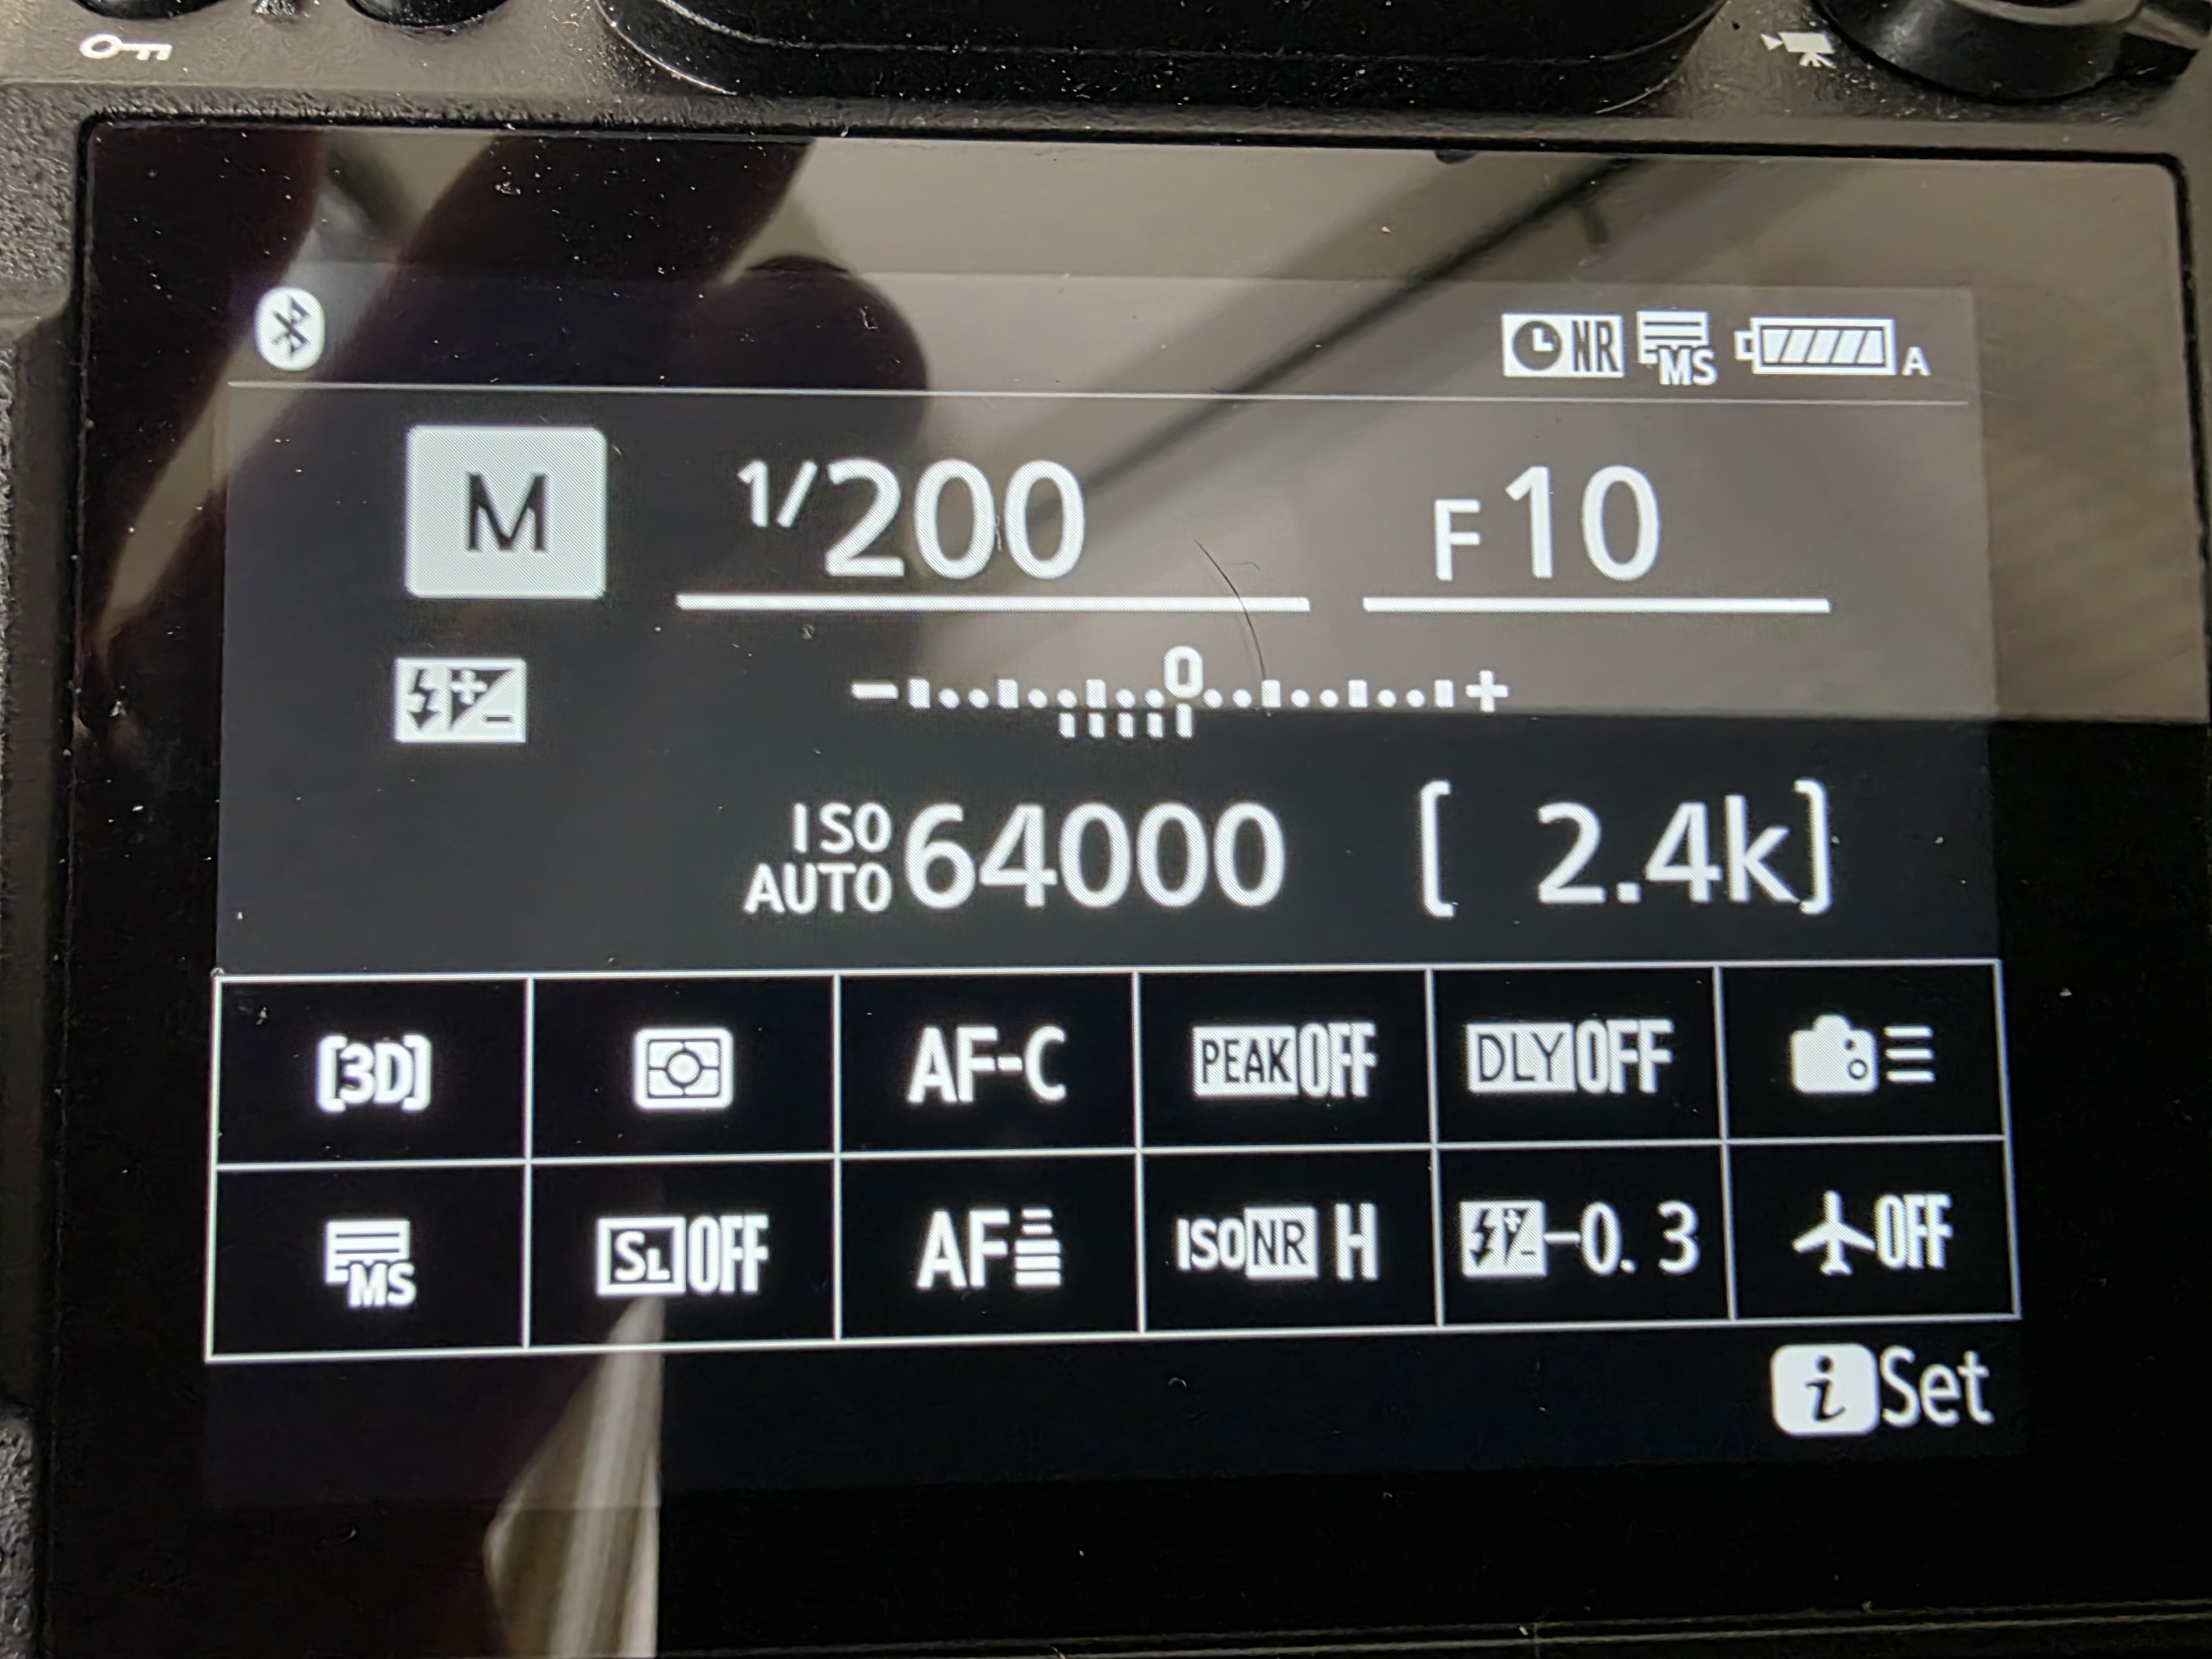 NR MS A
M 1/200 F10
- 0 +
ISO AUTO 64000 [ 2.4k]
[3D] AF-C PEAK OFF DLY OFF
MS SL OFF AF ISO NR H -0.3 OFF
i Set